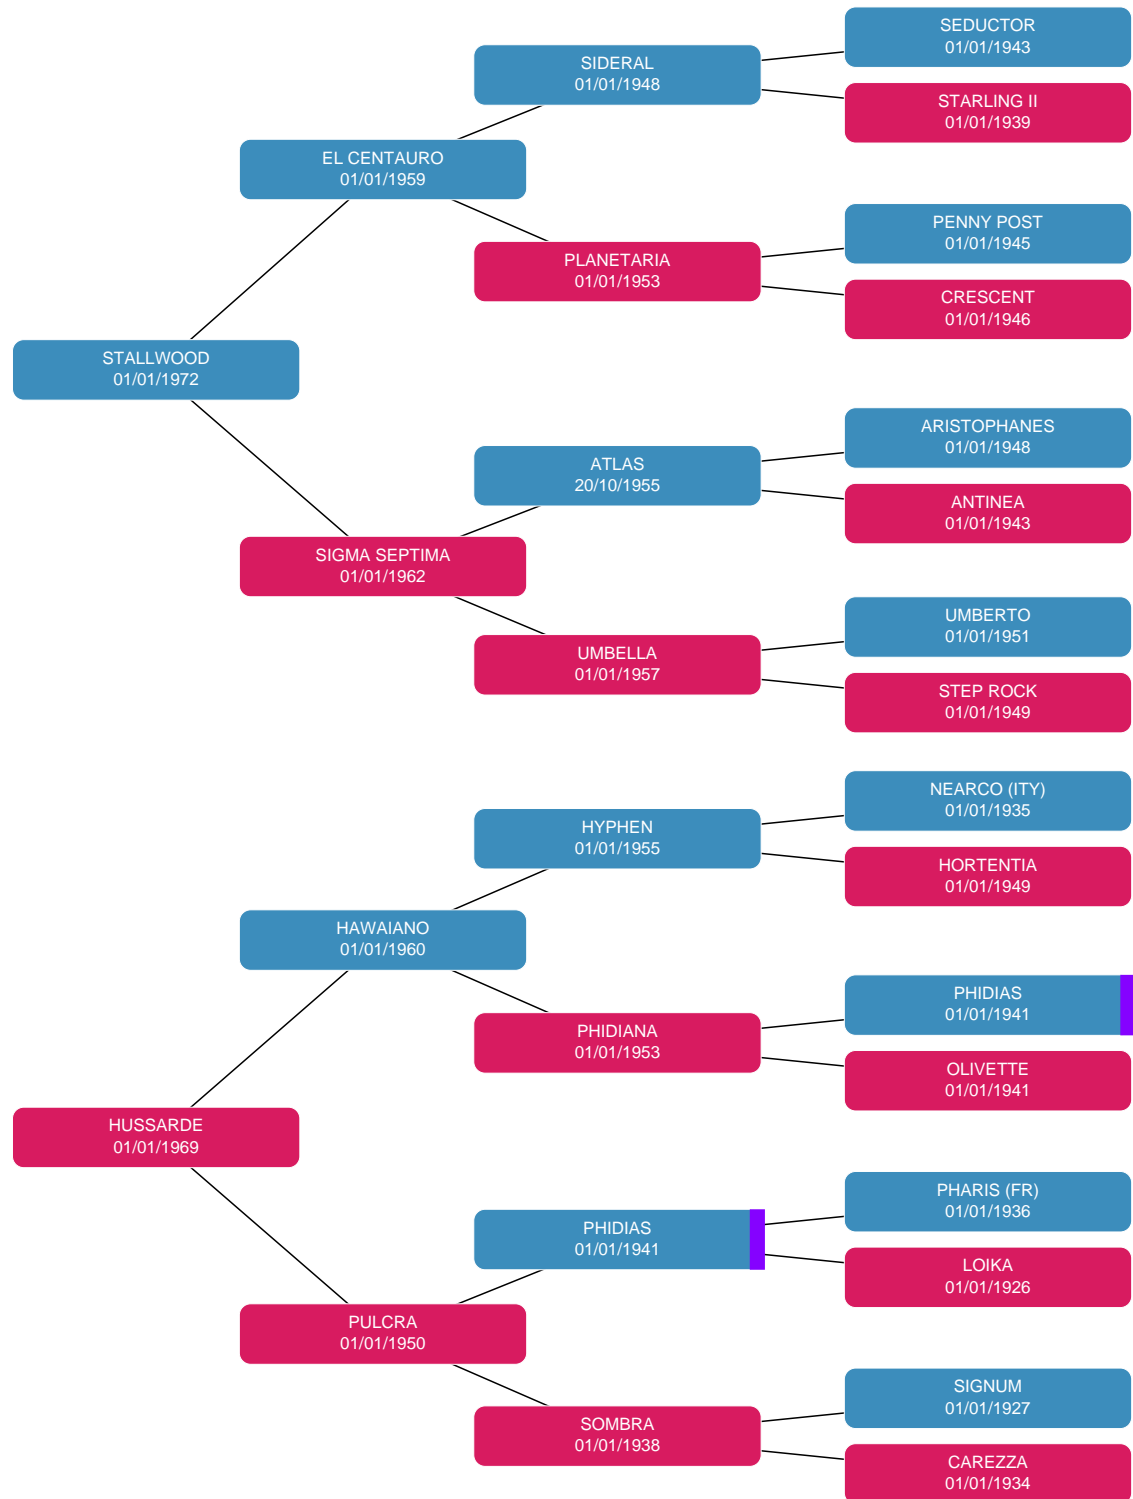 SEDUCTOR
01/01/1943
SIDERAL
01/01/1948
STARLING II
01/01/1939
EL CENTAURO
01/01/1959
PENNY POST
01/01/1945
PLANETARIA
01/01/1953
CRESCENT
01/01/1946
STALLWOOD
01/01/1972
ARISTOPHANES
01/01/1948
ATLAS
20/10/1955
ANTINEA
01/01/1943
SIGMA SEPTIMA
01/01/1962
UMBERTO
01/01/1951
UMBELLA
01/01/1957
STEP ROCK
01/01/1949
NEARCO (ITY)
01/01/1935
HYPHEN
01/01/1955
HORTENTIA
01/01/1949
HAWAIANO
01/01/1960
PHIDIAS
01/01/1941
PHIDIANA
01/01/1953
OLIVETTE
01/01/1941
HUSSARDE
01/01/1969
PHARIS (FR)
01/01/1936
PHIDIAS
01/01/1941
LOIKA
01/01/1926
PULCRA
01/01/1950
SIGNUM
01/01/1927
SOMBRA
01/01/1938
CAREZZA
01/01/1934